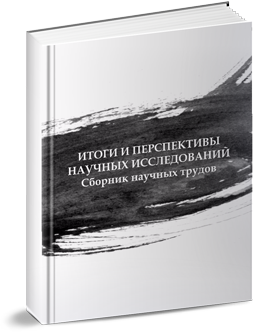 ИТОГИ И ПЕРСПЕКТИВЫ
НАУЧНЫХ ИССЛЕДОВАНИЙ
Сборник научных трудов